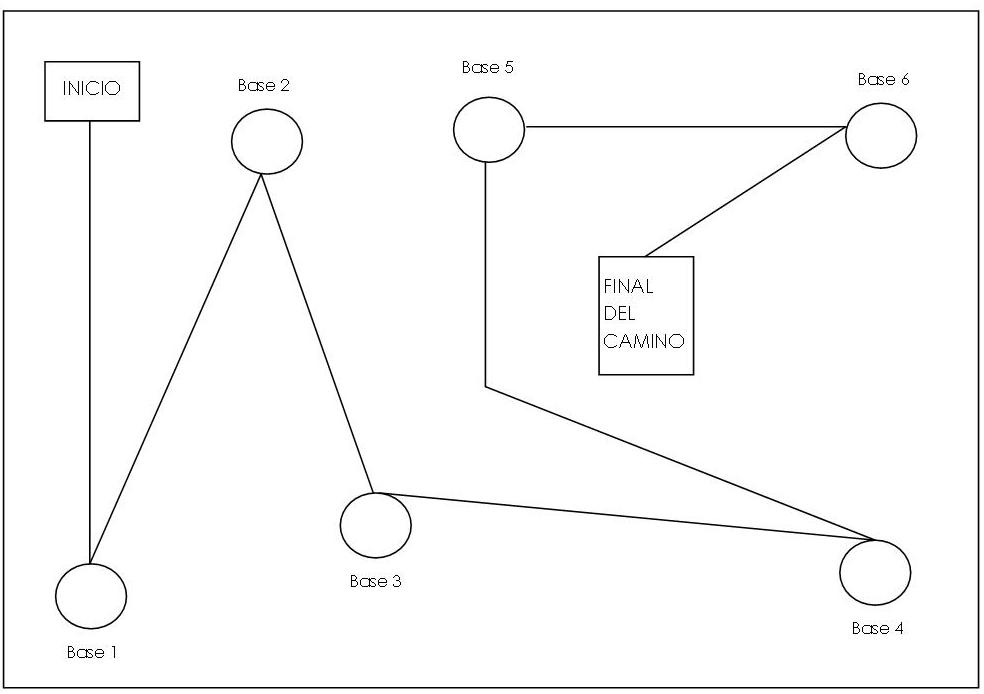 INICIO
Base 2
Base 5
Base 6
FINAL
DEL
CAMINO
Base 3
Base 4
Base 1